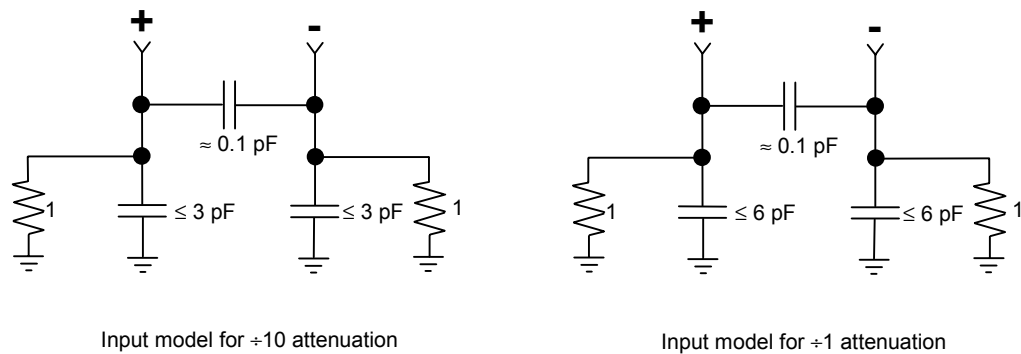 + - + -
≈ 0.1 pF ≈ 0.1 pF
1 ≤ 3 pF ≤ 3 pF 1 1 ≤ 6 pF ≤ 6 pF 1
Input model for ÷10 attenuation Input model for ÷1 attenuation